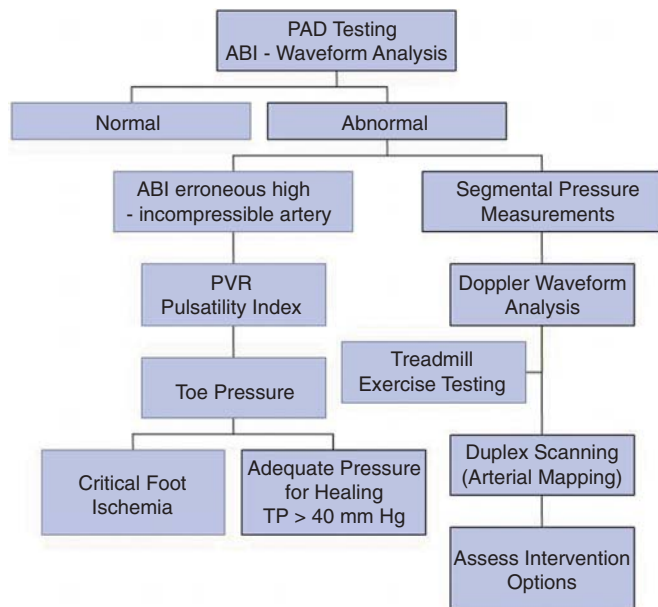 PAD Testing
ABI - Waveform Analysis
Normal
Abnormal
ABI erroneous high
- incompressible artery
Segmental Pressure
Measurements
PVR
Pulsatility Index
Doppler Waveform
Analysis
Treadmill
Exercise Testing
Toe Pressure
Critical Foot
Ischemia
Adequate Pressure
for Healing
TP > 40 mm Hg
Duplex Scanning
(Arterial Mapping)
Assess Intervention
Options